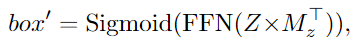 box′ = Sigmoid(FFN(Z×M_z^⊤)),